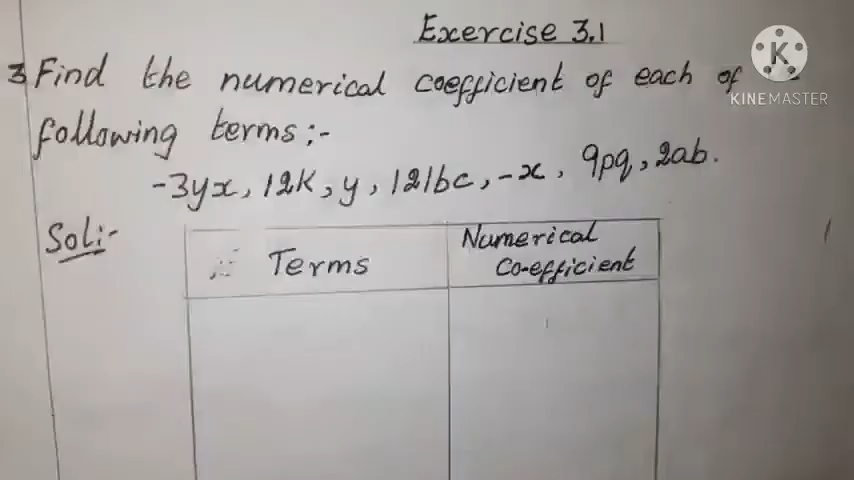 Exercise 3.1
3 Find the numerical coefficient of each of
following terms :-
-3yx, 12k, y, 121bc, -x, 9pq, 2ab.
Sol:-
Terms
Numerical
Co-efficient
K
KINEMASTER